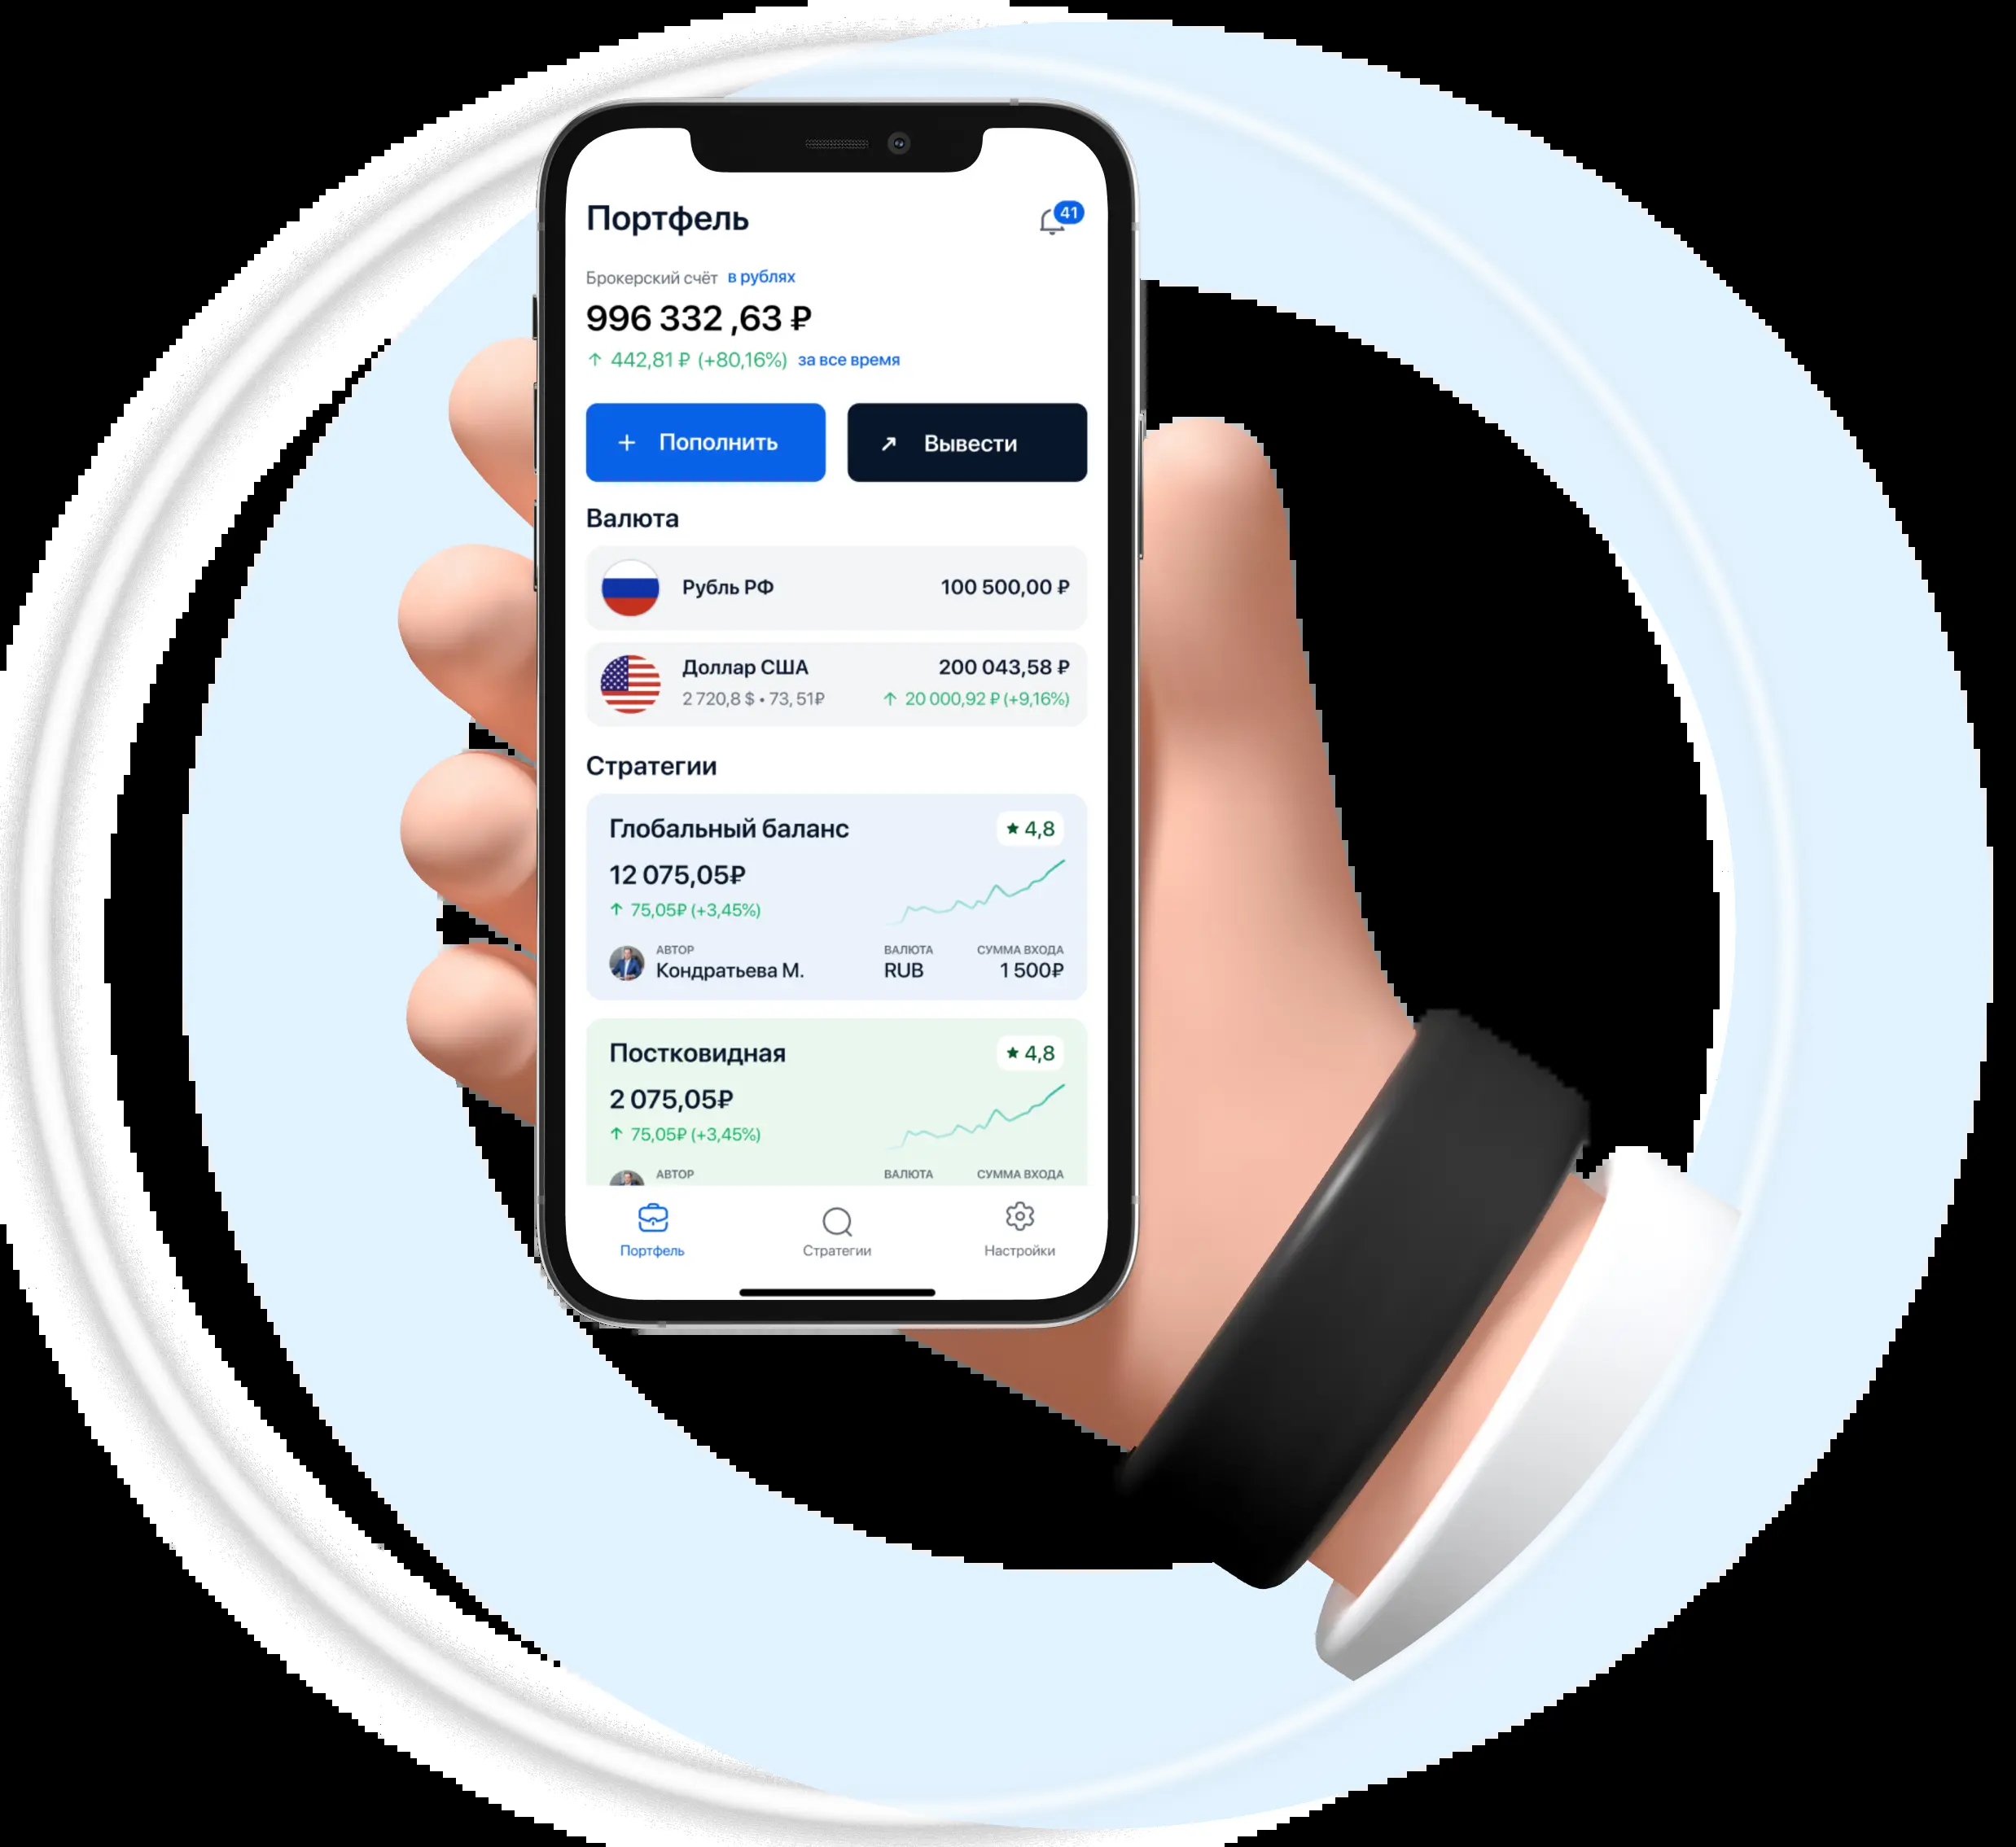 Портфель
41
Брокерский счёт в рублях
996 332 ,63 ₽
↑ 442,81 ₽ (+80,16%) за все время
+ Пополнить
↗ Вывести
Валюта
Рубль РФ 100 500,00 ₽
Доллар США 200 043,58 ₽
2 720,8 $ • 73, 51₽ ↑ 20 000,92 ₽ (+9,16%)
Стратегии
Глобальный баланс ★ 4,8
12 075,05₽
↑ 75,05₽ (+3,45%)
АВТОР ВАЛЮТА СУММА ВХОДА
Кондратьева М. RUB 1 500₽
Постковидная ★ 4,8
2 075,05₽
↑ 75,05₽ (+3,45%)
АВТОР ВАЛЮТА СУММА ВХОДА
Портфель Стратегии Настройки